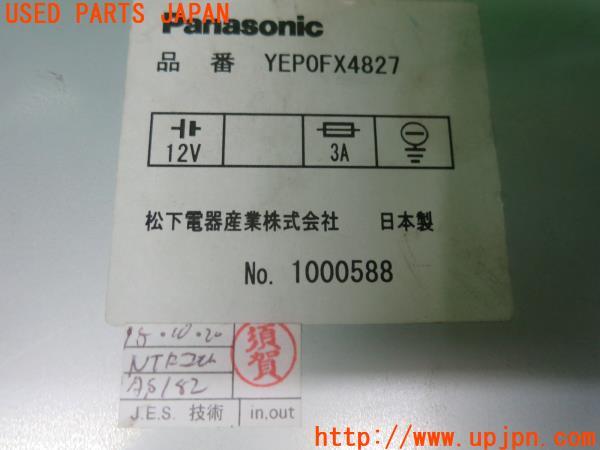 USED PARTS JAPAN
Panasonic
品 番 YEP0FX4827
12V 3A
松下電器産業株式会社 日本製
No. 1000588
須賀
J.E.S. 技術 in,out
http://www.upjpn.com/